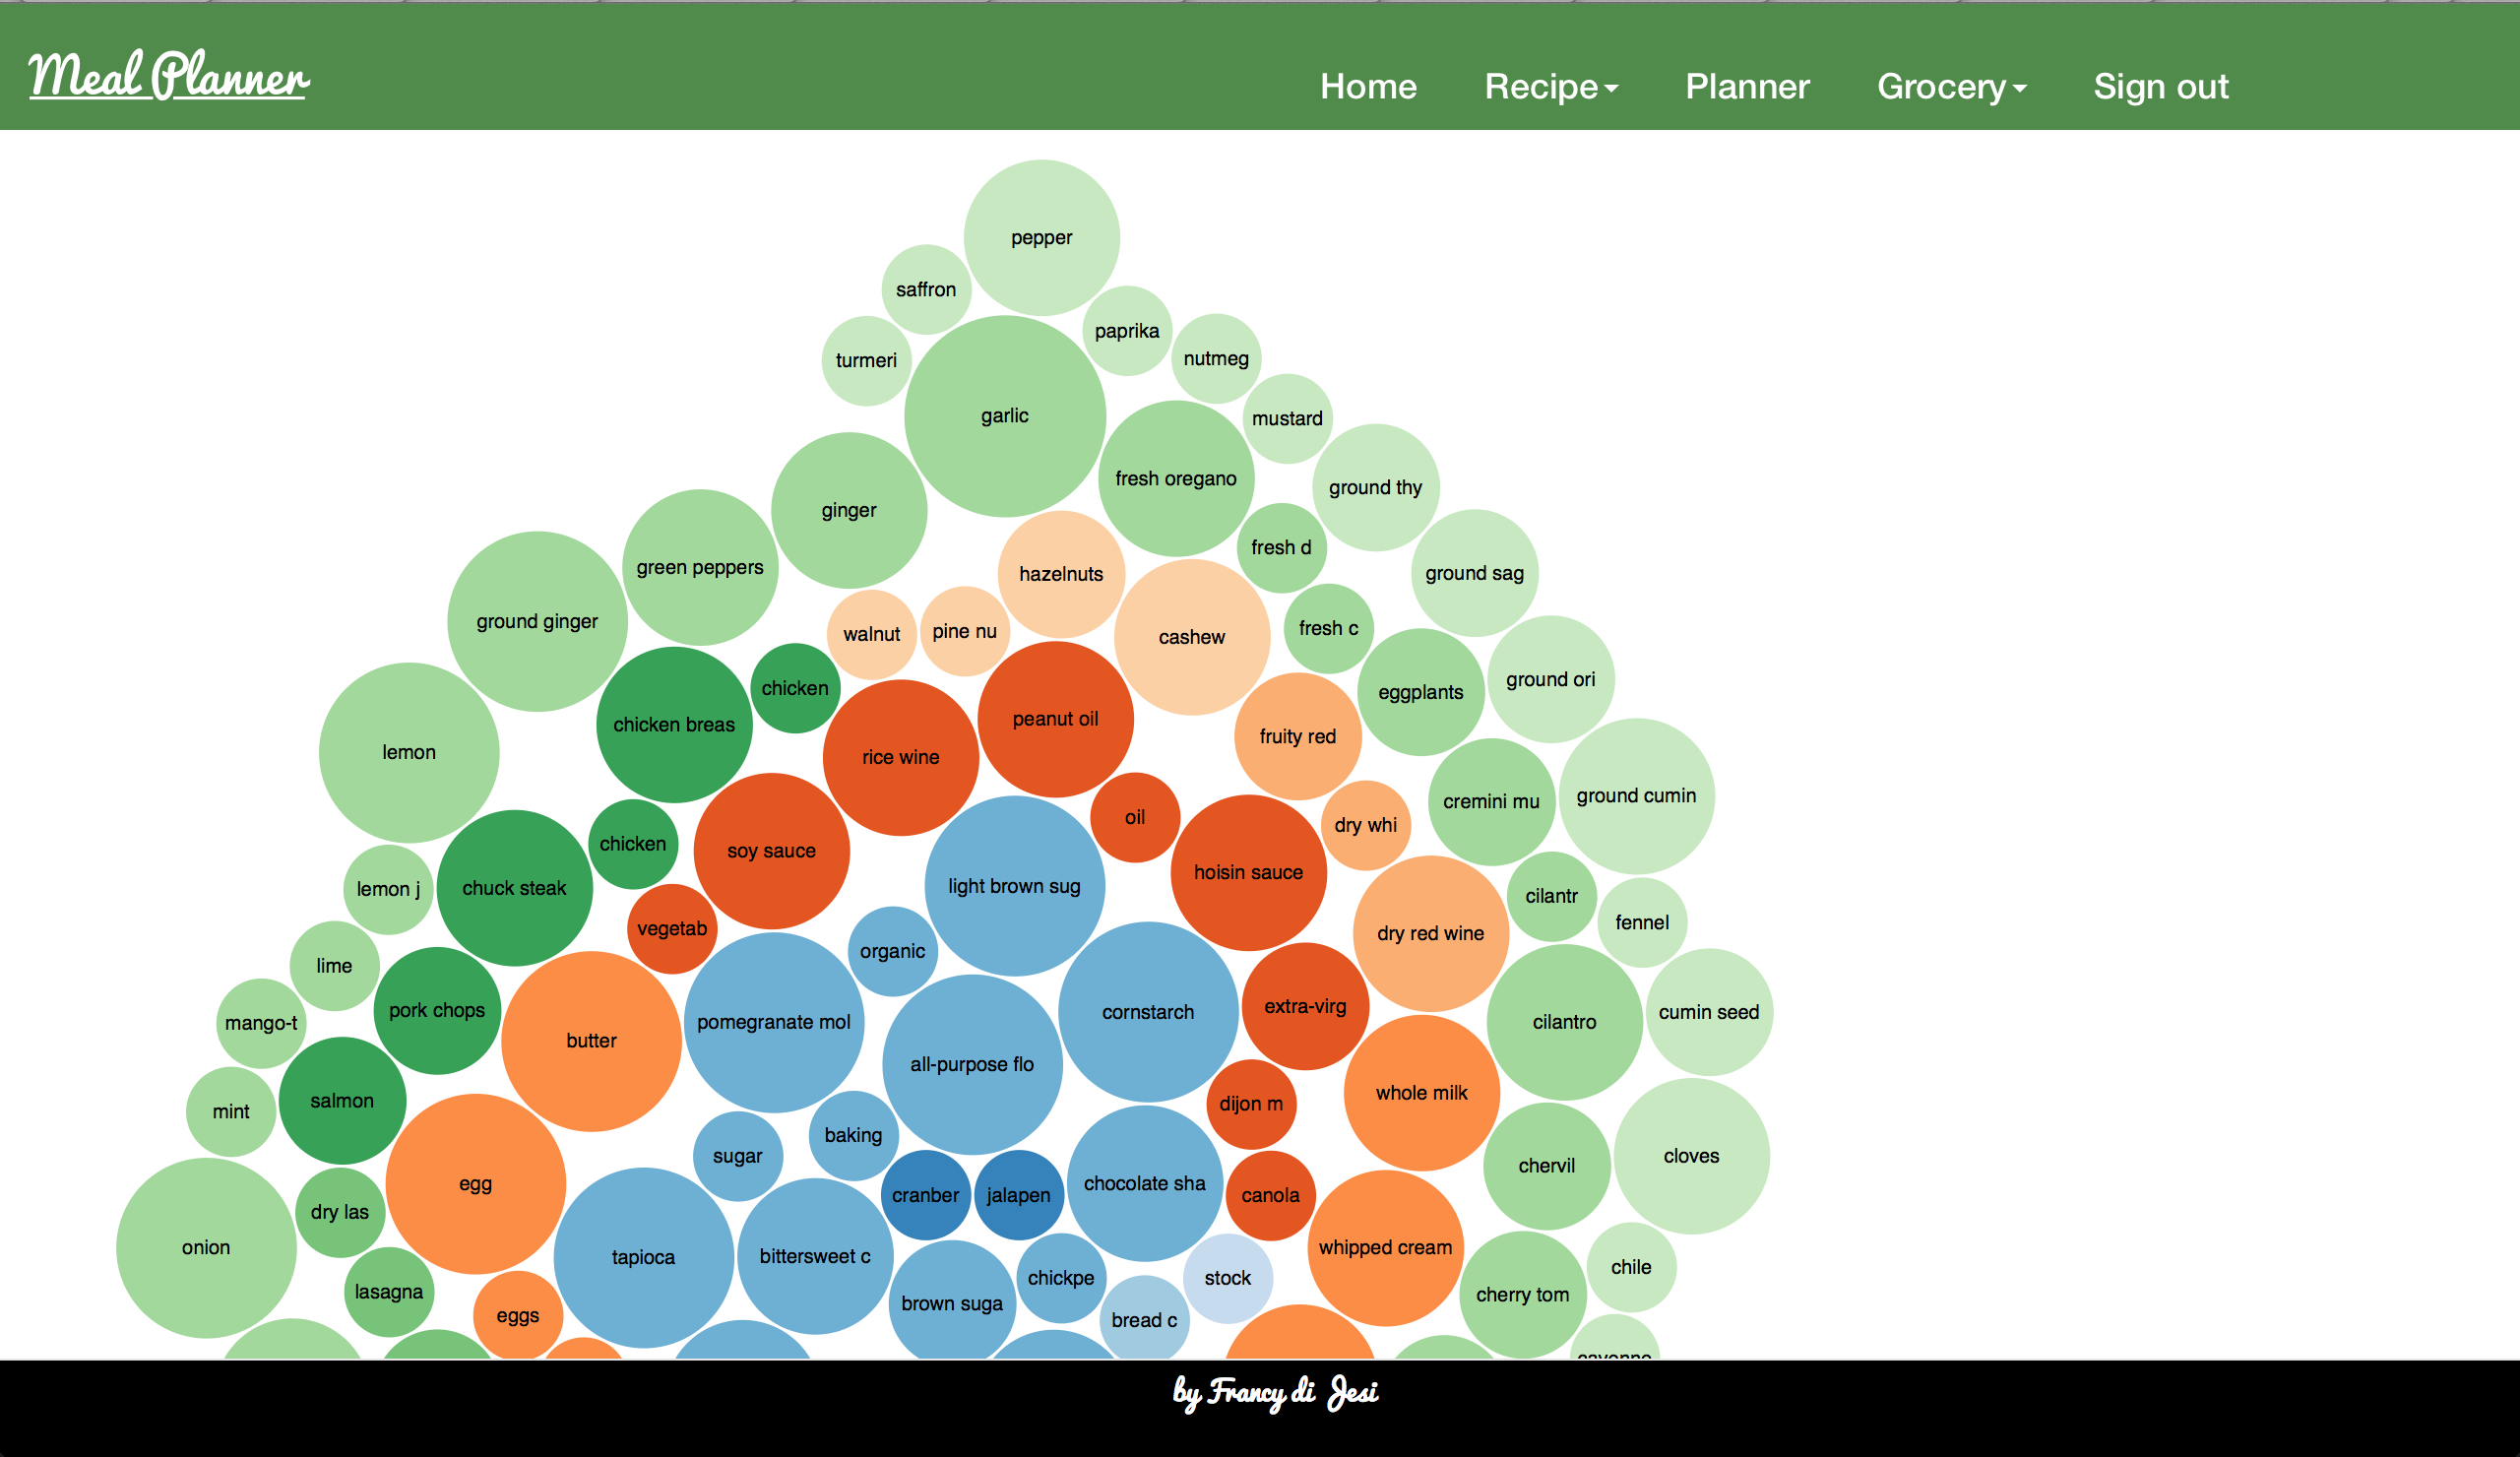 Meal Planner
Home
Recipe
Planner
Grocery
Sign out
pepper
saffron
paprika
turmeri
nutmeg
garlic
mustard
fresh oregano
ground thy
ginger
fresh d
green peppers
hazelnuts
ground sag
ground ginger
walnut
pine nu
cashew
fresh c
chicken
ground ori
eggplants
chicken breas
peanut oil
fruity red
lemon
rice wine
cremini mu
ground cumin
oil
dry whi
chicken
soy sauce
hoisin sauce
lemon j
chuck steak
light brown sug
cilantr
vegetab
dry red wine
fennel
organic
lime
pork chops
extra-virg
cornstarch
cumin seed
mango-t
pomegranate mol
cilantro
butter
all-purpose flo
whole milk
salmon
mint
dijon m
baking
sugar
cloves
chervil
egg
cranber
jalapen
chocolate sha
canola
dry las
onion
tapioca
bittersweet c
whipped cream
chile
chickpe
stock
lasagna
cherry tom
brown suga
eggs
bread c
cayenne
by Francy di Jesi